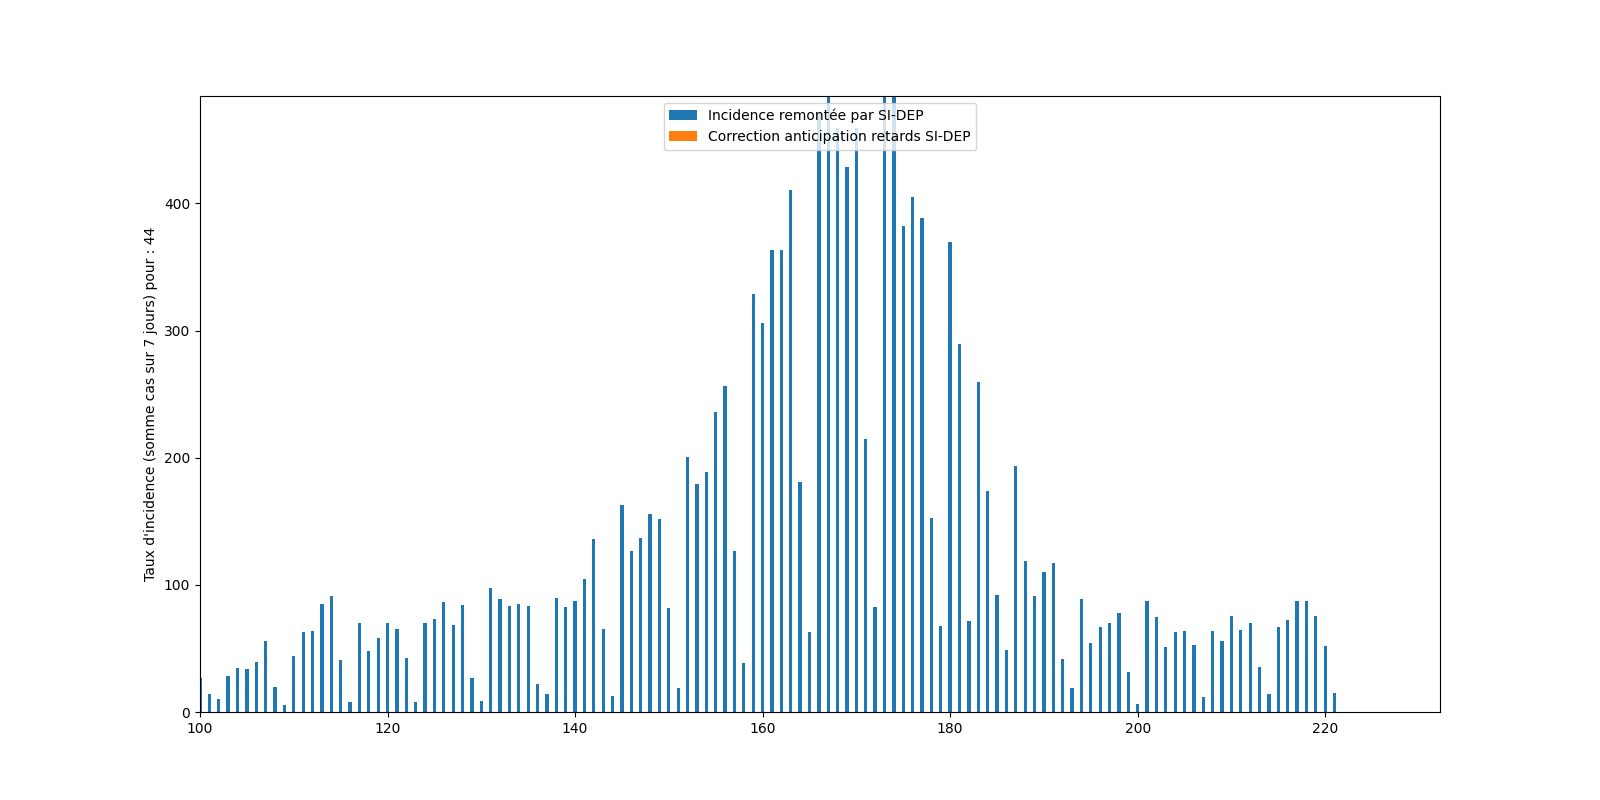 Incidence remontée par SI-DEP
Correction anticipation retards SI-DEP
Taux d'incidence (somme cas sur 7 jours) pour : 44
400
300
200
100
0
100 120 140 160 180 200 220